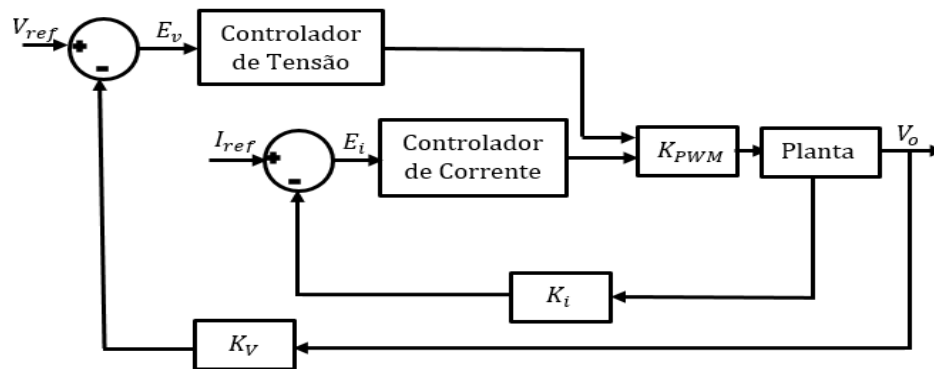 V_ref
+
-
E_v
Controlador
de Tensão
I_ref
+
-
E_i
Controlador
de Corrente
K_PWM
Planta
V_o
K_i
K_V